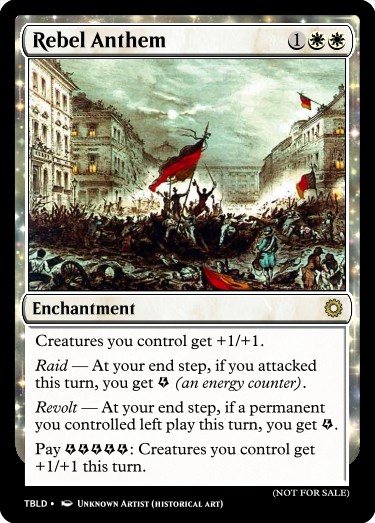 Rebel Anthem 1
Enchantment
Creatures you control get +1/+1.
Raid — At your end step, if you attacked
this turn, you get (an energy counter).
Revolt — At your end step, if a permanent
you controlled left play this turn, you get .
Pay : Creatures you control get
+1/+1 this turn.
(NOT FOR SALE)
TBLD • Unknown Artist (historical art)